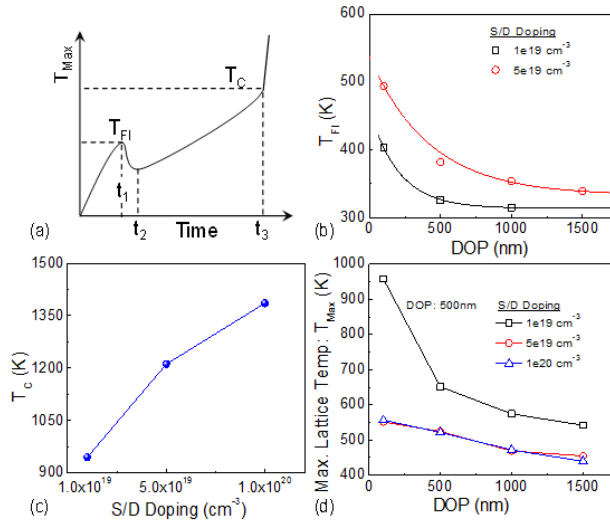 T_Max
T_C
T_FI
t_1
t_2
t_3
Time
(a)
600
500
400
300
T_FI (K)
S/D Doping
1e19 cm^-3
5e19 cm^-3
0 500 1000 1500
DOP (nm)
(b)
1500
1350
1200
1050
900
T_C (K)
1.0x10^19 5.0x10^19 1.0x10^20
S/D Doping (cm^-3)
(c)
1000
900
800
700
600
500
400
Max. Lattice Temp: T_Max (K)
DOP: 500nm
S/D Doping
1e19 cm^-3
5e19 cm^-3
1e20 cm^-3
0 500 1000 1500
DOP (nm)
(d)